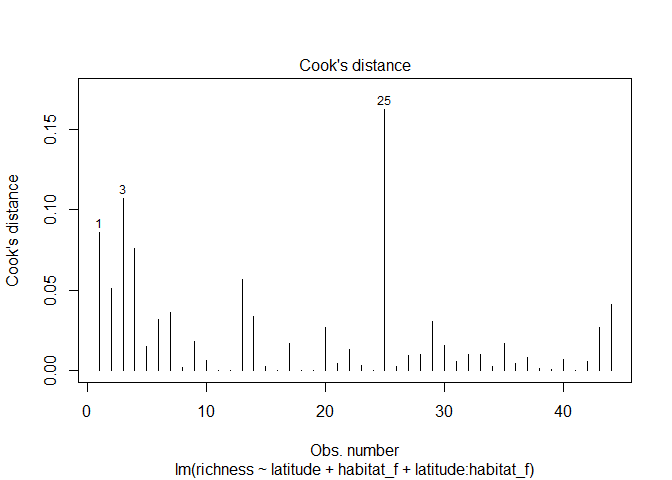 Cook's distance
25
3
1
Cook's distance
0.15
0.10
0.05
0.00
0 10 20 30 40
Obs. number
lm(richness ~ latitude + habitat_f + latitude:habitat_f)